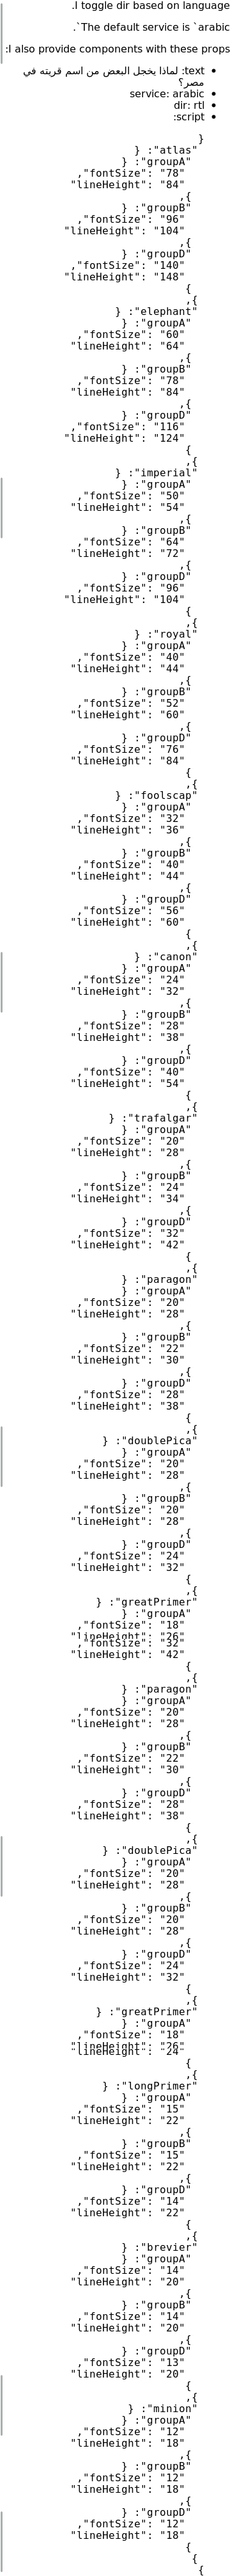 I toggle dir based on language.
The default service is `arabic`.
I also provide components with these props:
text: لماذا يخجل البعض من اسم قريته في
مصر؟
service: arabic
dir: rtl
script:
{
"atlas": {
"groupA": {
"fontSize": "78",
"lineHeight": "84"
},
"groupB": {
"fontSize": "96",
"lineHeight": "104"
},
"groupD": {
"fontSize": "140",
"lineHeight": "148"
}
},
"elephant": {
"groupA": {
"fontSize": "60",
"lineHeight": "64"
},
"groupB": {
"fontSize": "78",
"lineHeight": "84"
},
"groupD": {
"fontSize": "116",
"lineHeight": "124"
}
},
"imperial": {
"groupA": {
"fontSize": "50",
"lineHeight": "54"
},
"groupB": {
"fontSize": "64",
"lineHeight": "72"
},
"groupD": {
"fontSize": "96",
"lineHeight": "104"
}
},
"royal": {
"groupA": {
"fontSize": "40",
"lineHeight": "44"
},
"groupB": {
"fontSize": "52",
"lineHeight": "60"
},
"groupD": {
"fontSize": "76",
"lineHeight": "84"
}
},
"foolscap": {
"groupA": {
"fontSize": "32",
"lineHeight": "36"
},
"groupB": {
"fontSize": "40",
"lineHeight": "44"
},
"groupD": {
"fontSize": "56",
"lineHeight": "60"
}
},
"canon": {
"groupA": {
"fontSize": "24",
"lineHeight": "32"
},
"groupB": {
"fontSize": "28",
"lineHeight": "38"
},
"groupD": {
"fontSize": "40",
"lineHeight": "54"
}
},
"trafalgar": {
"groupA": {
"fontSize": "20",
"lineHeight": "28"
},
"groupB": {
"fontSize": "24",
"lineHeight": "34"
},
"groupD": {
"fontSize": "32",
"lineHeight": "42"
}
},
"paragon": {
"groupA": {
"fontSize": "20",
"lineHeight": "28"
},
"groupB": {
"fontSize": "22",
"lineHeight": "30"
},
"groupD": {
"fontSize": "28",
"lineHeight": "38"
}
},
"doublePica": {
"groupA": {
"fontSize": "20",
"lineHeight": "28"
},
"groupB": {
"fontSize": "20",
"lineHeight": "28"
},
"groupD": {
"fontSize": "24",
"lineHeight": "32"
}
},
"greatPrimer": {
"groupA": {
"fontSize": "18",
"lineHeight": "26"
"fontSize": "32",
"lineHeight": "42"
}
},
"paragon": {
"groupA": {
"fontSize": "20",
"lineHeight": "28"
},
"groupB": {
"fontSize": "22",
"lineHeight": "30"
},
"groupD": {
"fontSize": "28",
"lineHeight": "38"
}
},
"doublePica": {
"groupA": {
"fontSize": "20",
"lineHeight": "28"
},
"groupB": {
"fontSize": "20",
"lineHeight": "28"
},
"groupD": {
"fontSize": "24",
"lineHeight": "32"
}
},
"greatPrimer": {
"groupA": {
"fontSize": "18",
"lineHeight": "26"
"lineHeight": "24"
}
},
"longPrimer": {
"groupA": {
"fontSize": "15",
"lineHeight": "22"
},
"groupB": {
"fontSize": "15",
"lineHeight": "22"
},
"groupD": {
"fontSize": "14",
"lineHeight": "22"
}
},
"brevier": {
"groupA": {
"fontSize": "14",
"lineHeight": "20"
},
"groupB": {
"fontSize": "14",
"lineHeight": "20"
},
"groupD": {
"fontSize": "13",
"lineHeight": "20"
}
},
"minion": {
"groupA": {
"fontSize": "12",
"lineHeight": "18"
},
"groupB": {
"fontSize": "12",
"lineHeight": "18"
},
"groupD": {
"fontSize": "12",
"lineHeight": "18"
}
}
}